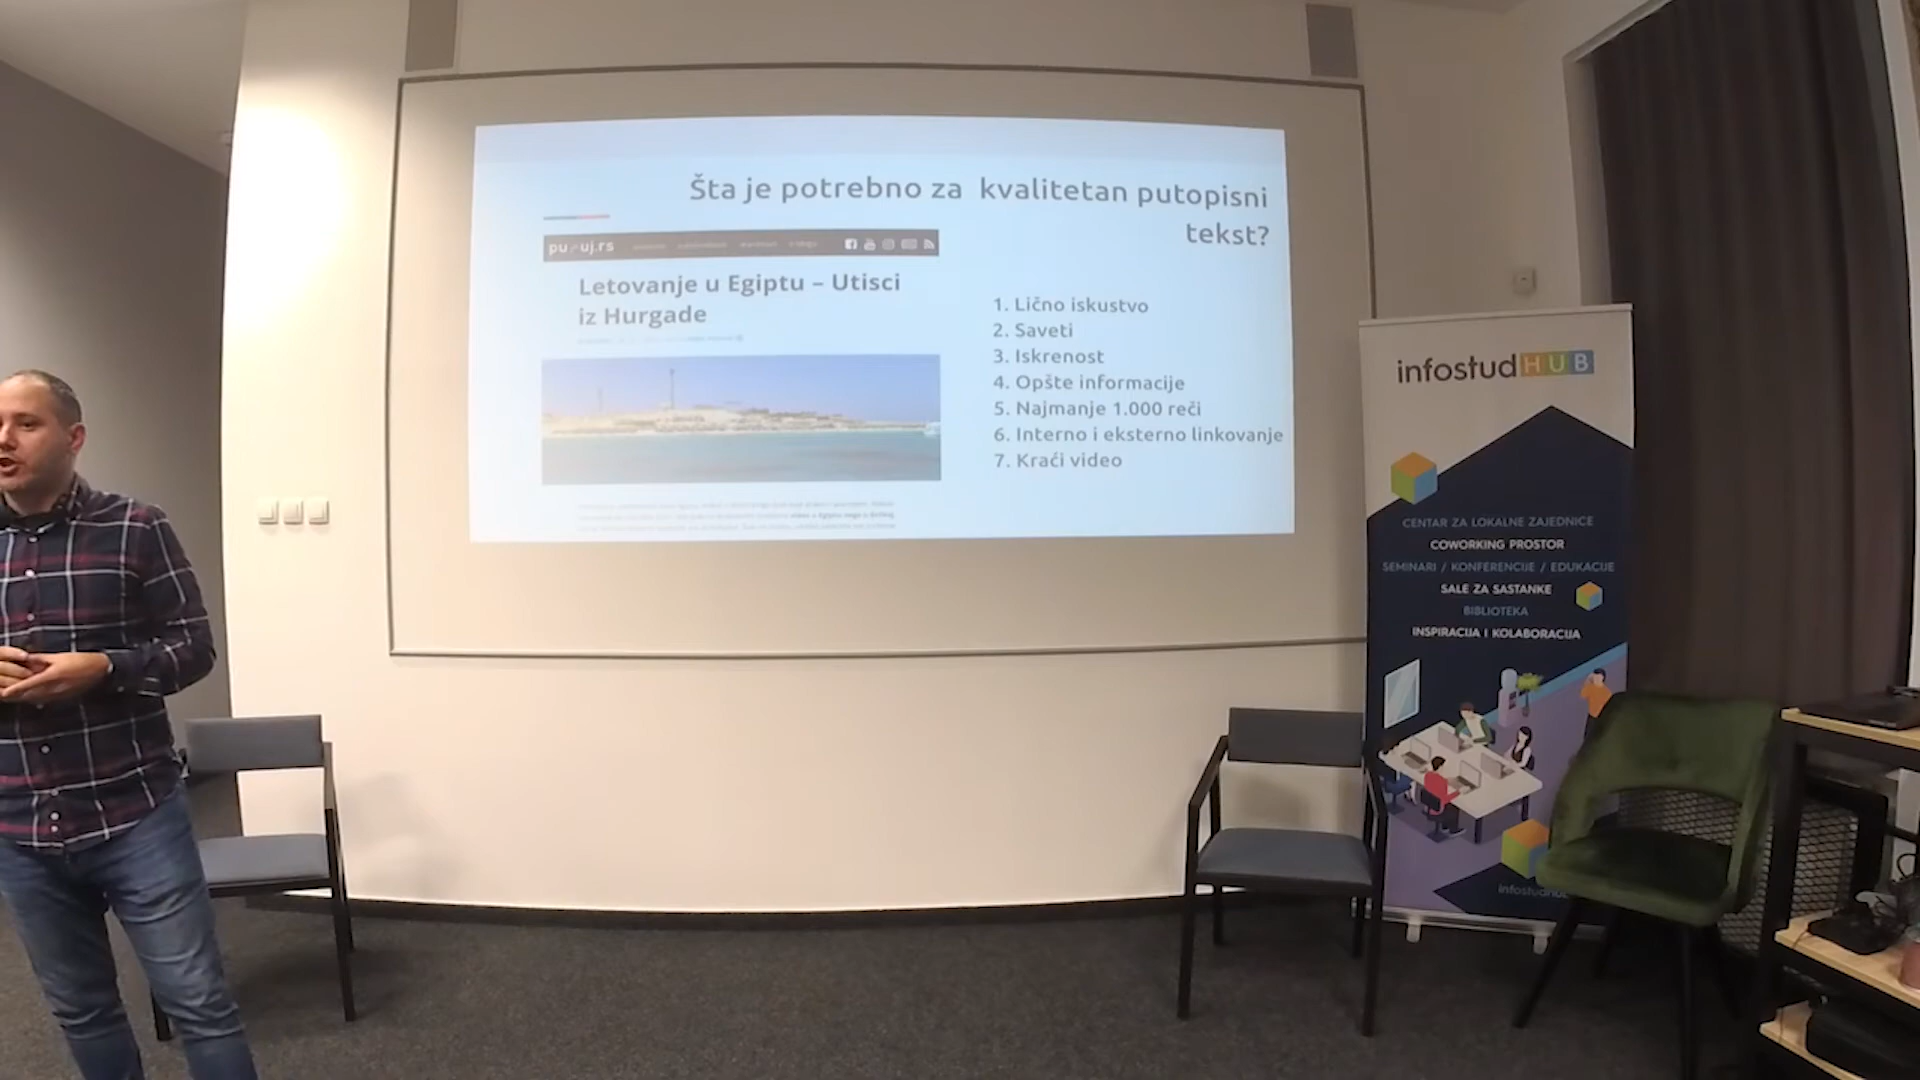 Šta je potrebno za kvalitetan putopisni
tekst?
Letovanje u Egiptu – Utisci
iz Hurgade
1. Lično iskustvo
2. Saveti
3. Iskrenost
4. Opšte informacije
5. Najmanje 1.000 reči
6. Interno i eksterno linkovanje
7. Kraći video
infostud HUB
CENTAR ZA LOKALNE ZAJEDNICE
COWORKING PROSTOR
SEMINARI / KONFERENCIJE / EDUKACIJE
SALE ZA SASTANKE
BIBLIOTEKA
INSPIRACIJA I KOLABORACIJA